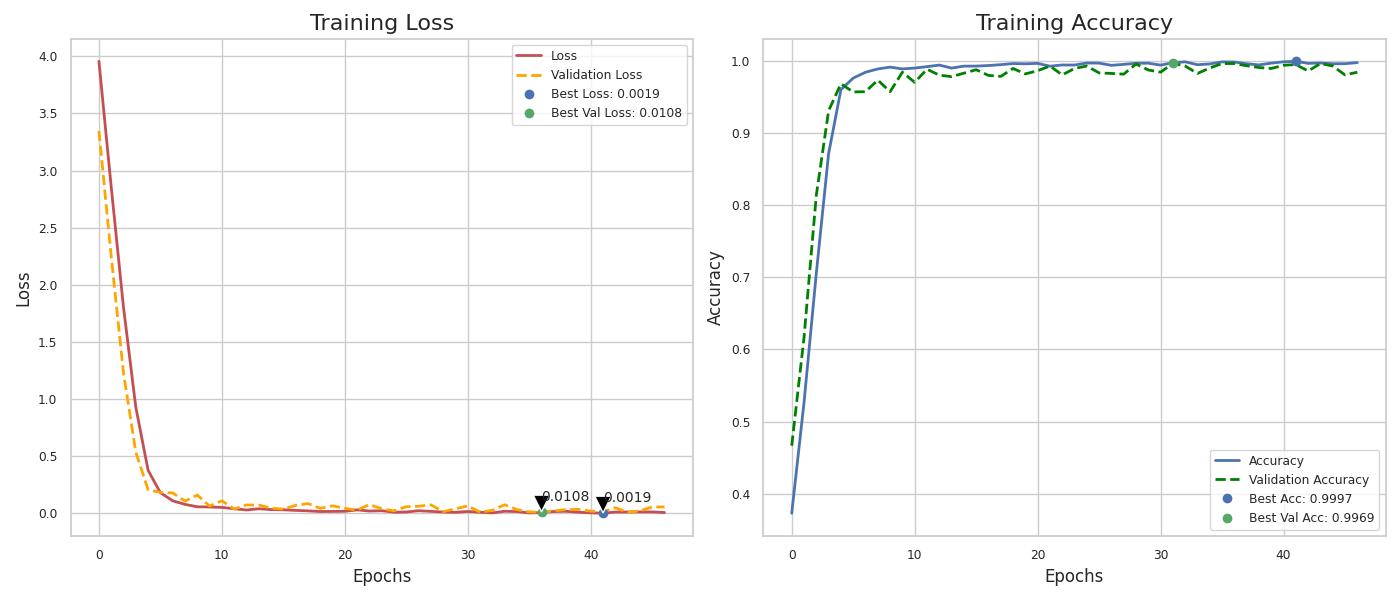 Training Loss
4.0
3.5
3.0
2.5
2.0
1.5
1.0
0.5
0.0
Loss
Loss
Validation Loss
Best Loss: 0.0019
Best Val Loss: 0.0108
0.0108
0.0019
0 10 20 30 40
Epochs
Training Accuracy
1.0
0.9
0.8
0.7
0.6
0.5
0.4
Accuracy
Accuracy
Validation Accuracy
Best Acc: 0.9997
Best Val Acc: 0.9969
0 10 20 30 40
Epochs